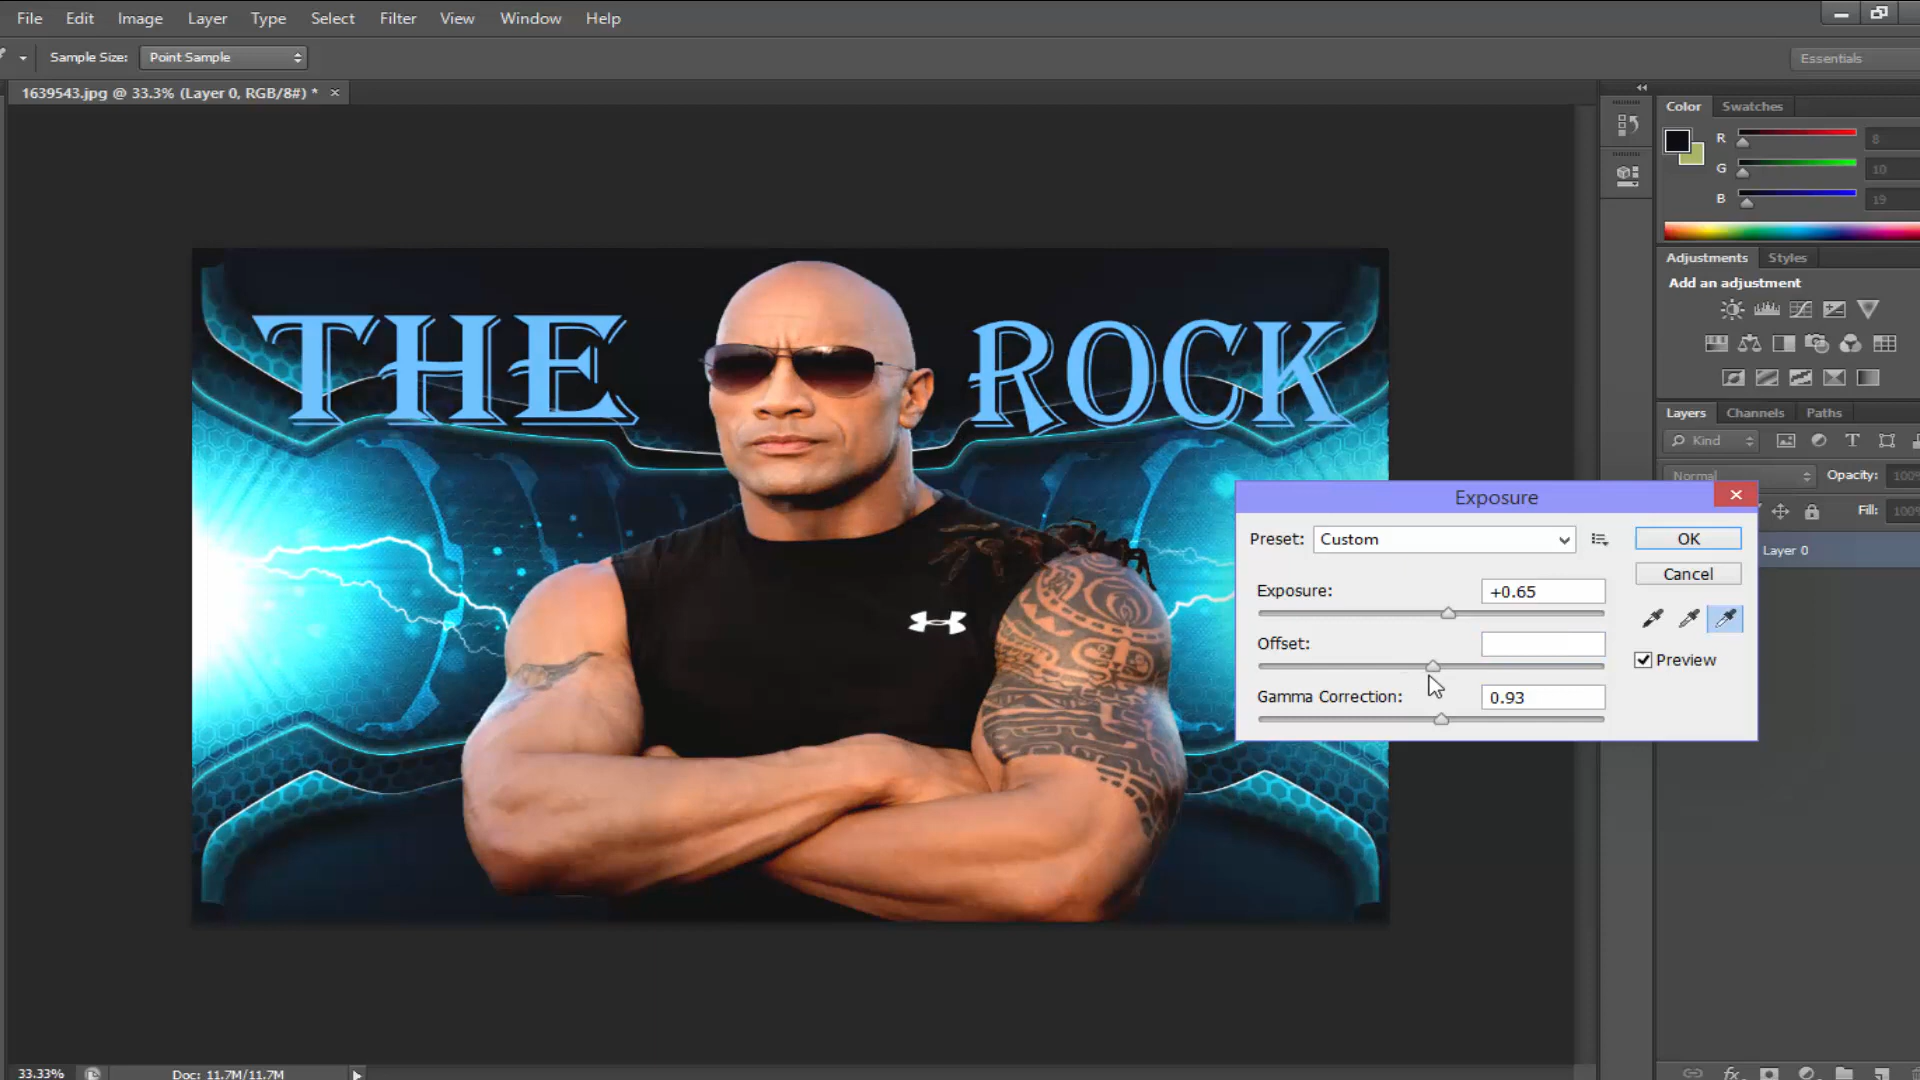 File Edit Image Layer Type Select Filter View Window Help
Sample Size: Point Sample
Essentials
1639543.jpg @ 33.3% (Layer 0, RGB/8#) * ×
Color Swatches
R 8
G 10
B 19
Adjustments Styles
Add an adjustment
THE ROCK
Layers Channels Paths
Kind
Normal Opacity: 100%
Fill: 100%
Layer 0
Exposure
Preset: Custom
OK
Cancel
Exposure: +0.65
Offset:
Preview
Gamma Correction: 0.93
33.33% Doc: 11.7M/11.7M
fx